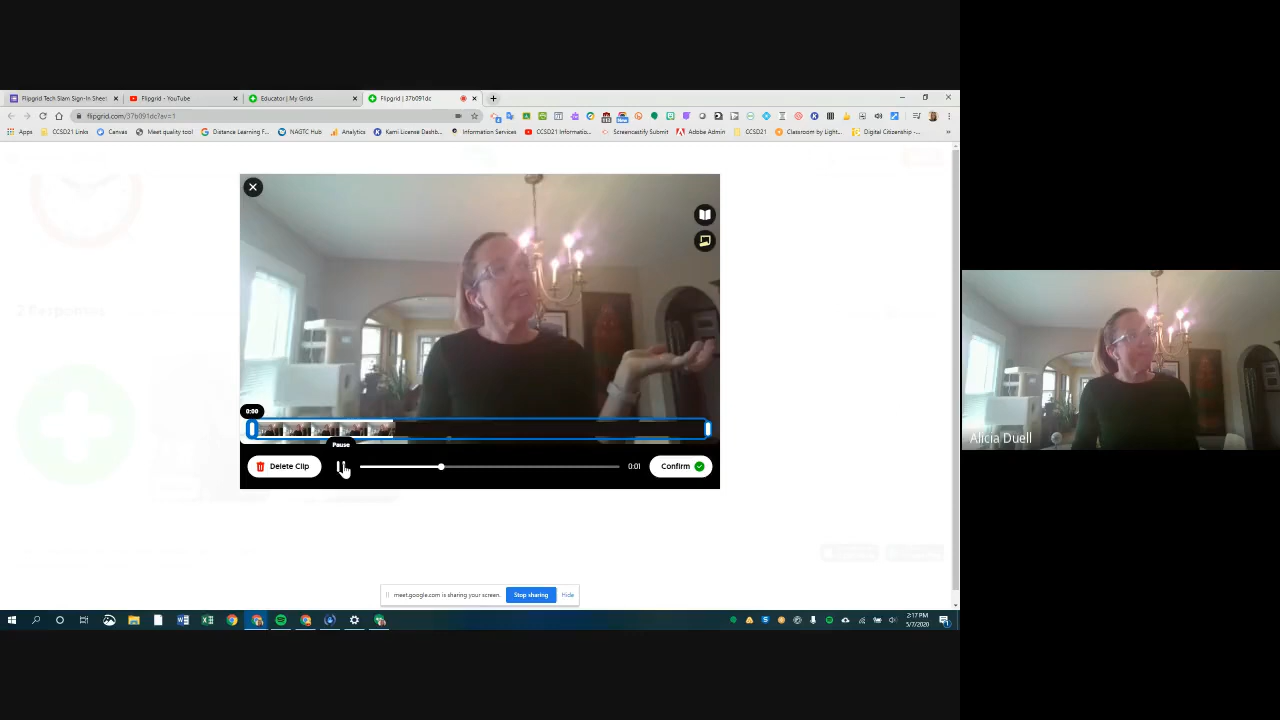 Flipgrid Tech Slam Sign-In Sheet
Flipgrid - YouTube
Educator | My Grids
Flipgrid | 37b091dc
flipgrid.com/37b091dc?av=1
Apps
CCSD21 Links
Canvas
Meet quality tool
Distance Learning F...
NAGTC Hub
Analytics
Kami License Dashb...
Information Services
CCSD21 Informatio...
Screencastify Submit
Adobe Admin
CCSD21
Classroom by Light...
Digital Citizenship -...
2 Responses
0:00
Pause
Delete Clip
0:01
Confirm
Alicia Duell
meet.google.com is sharing your screen.
Stop sharing
Hide
2:17 PM
5/7/2020